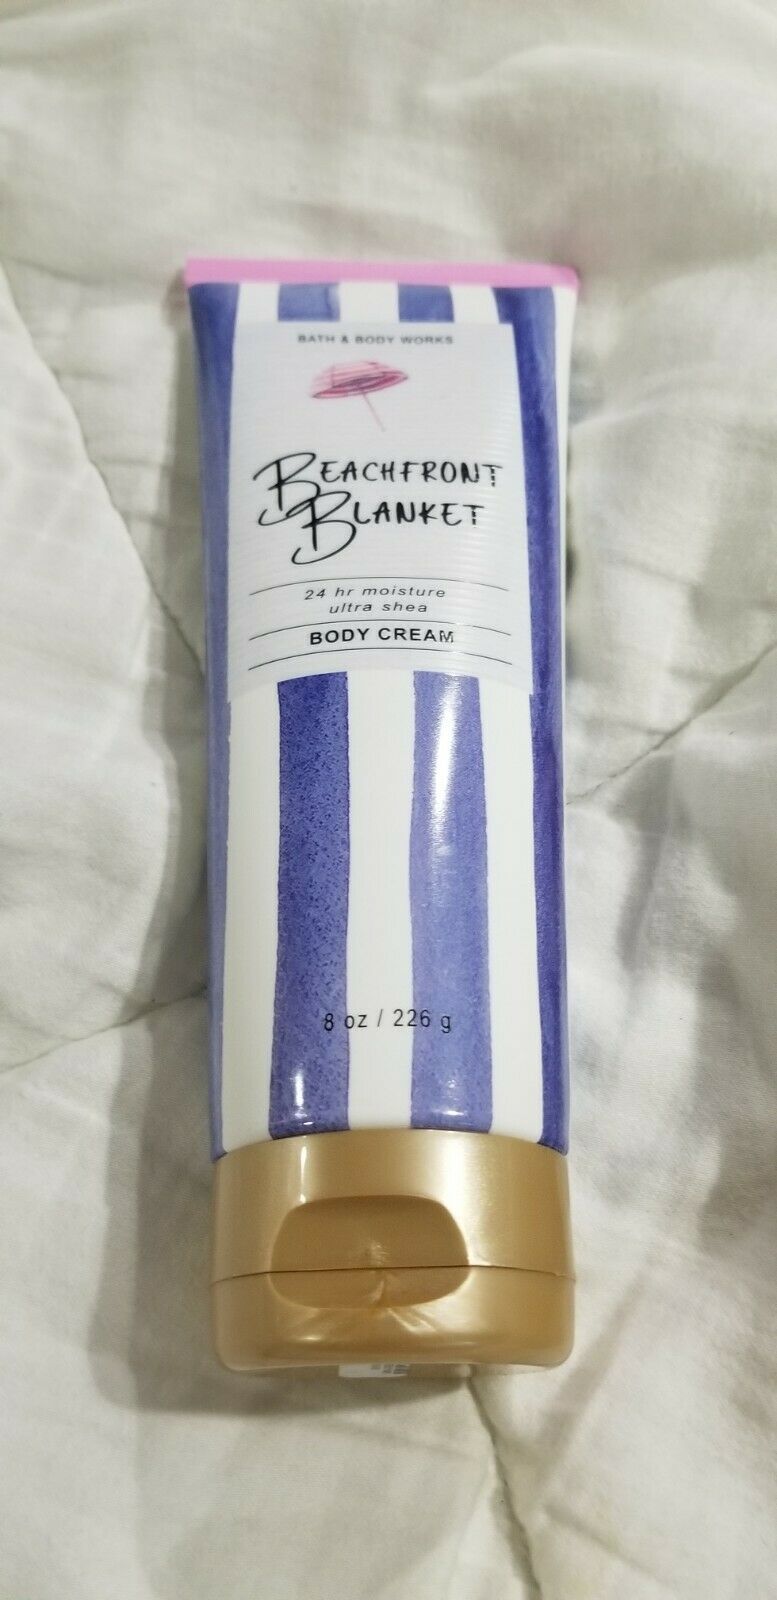 BATH & BODY WORKS
BEACHFRONT
BLANKET
24 hr moisture
ultra shea
BODY CREAM
8 oz / 226 g